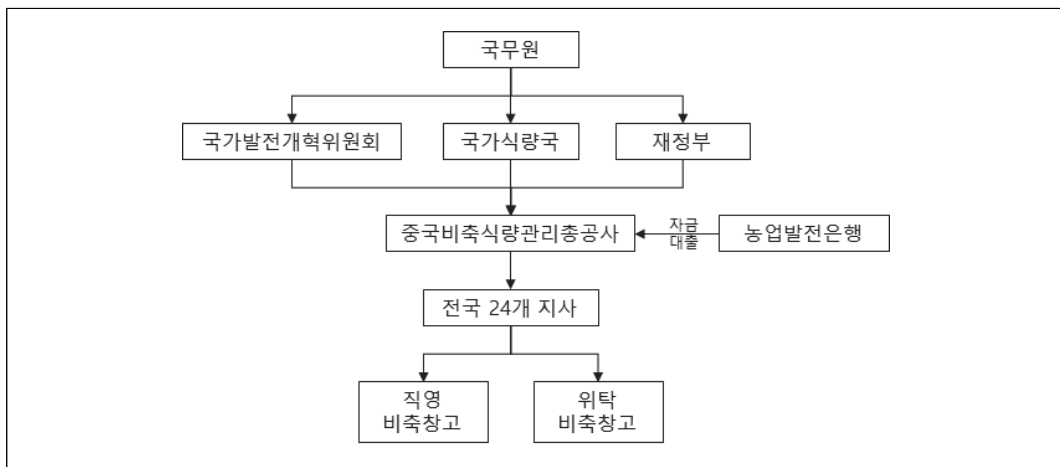 국무원
국가발전개혁위원회
국가식량국
재정부
중국비축식량관리총공사
자금
대출
농업발전은행
전국 24개 지사
직영
비축창고
위탁
비축창고